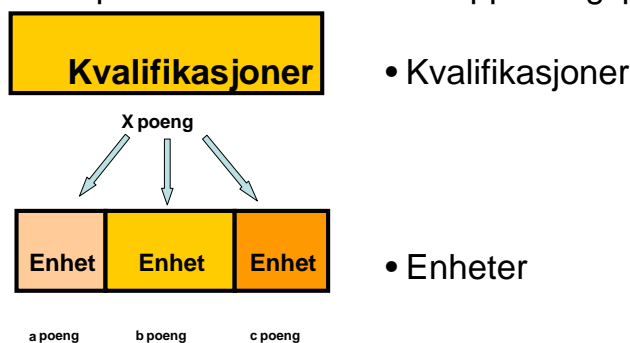 Kvalifikasjoner
• Kvalifikasjoner
X poeng
Enhet Enhet Enhet
• Enheter
a poeng b poeng c poeng